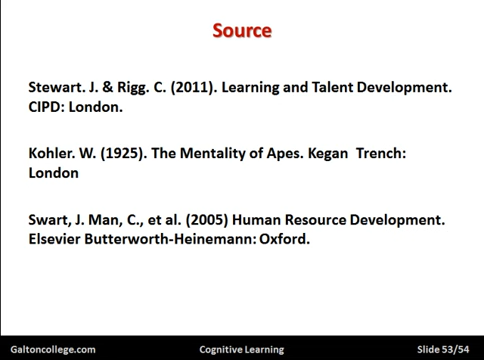 Source
Stewart. J. & Rigg. C. (2011). Learning and Talent Development.
CIPD: London.
Kohler. W. (1925). The Mentality of Apes. Kegan Trench:
London
Swart, J. Man, C., et al. (2005) Human Resource Development.
Elsevier Butterworth-Heinemann: Oxford.
Galtoncollege.com Cognitive Learning Slide 53/54